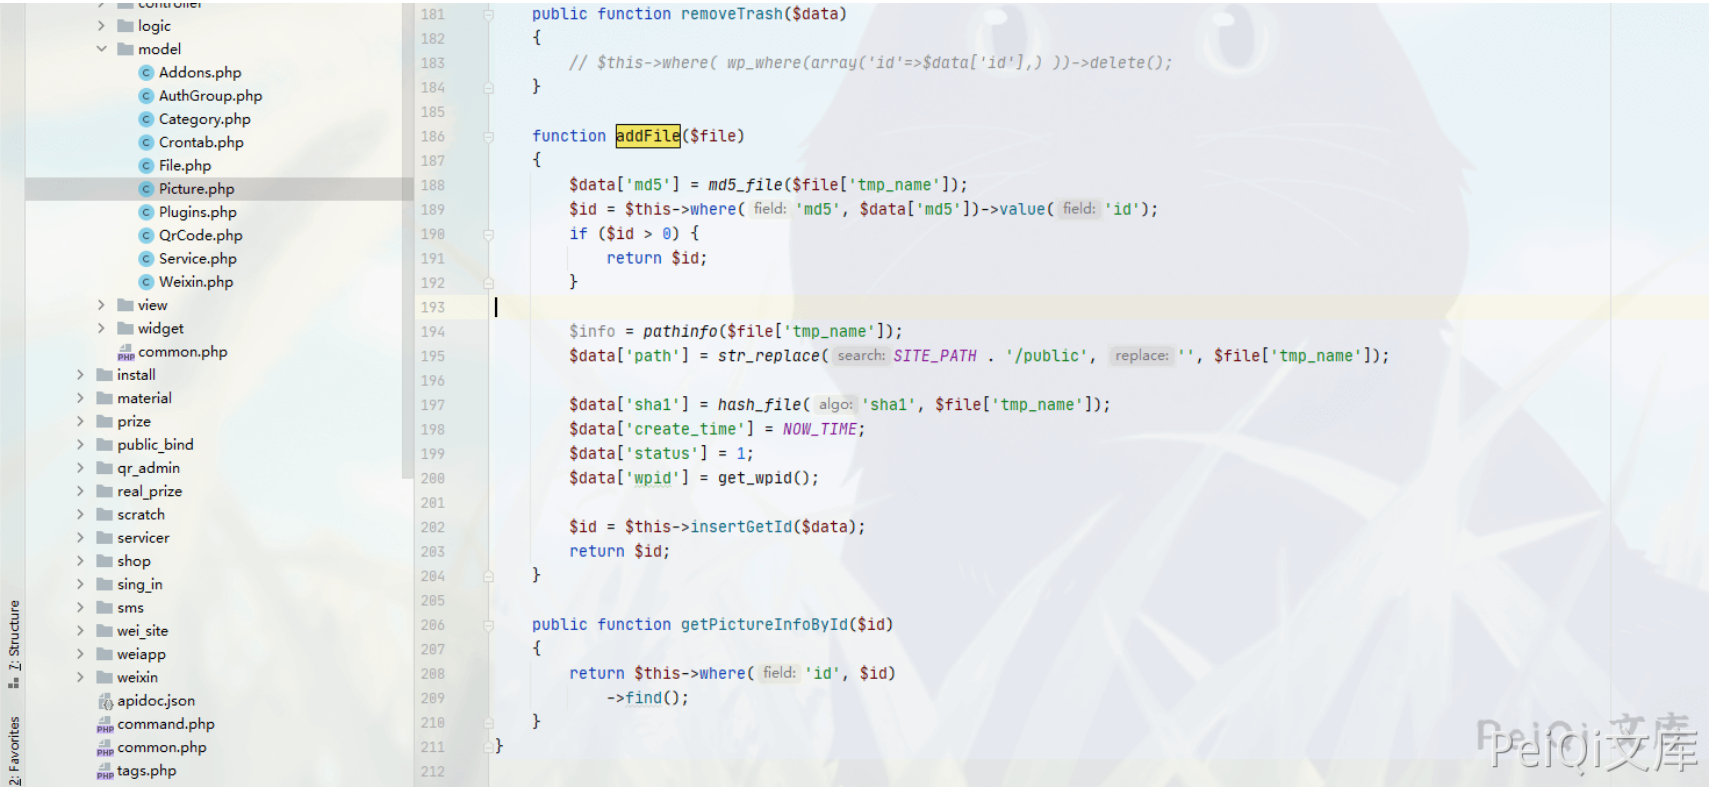 controller
logic
model
Addons.php
AuthGroup.php
Category.php
Crontab.php
File.php
Picture.php
Plugins.php
QrCode.php
Service.php
Weixin.php
view
widget
common.php
install
material
prize
public_bind
qr_admin
real_prize
scratch
servicer
shop
sing_in
sms
wei_site
weiapp
weixin
apidoc.json
command.php
common.php
tags.php
7: Structure
2: Favorites
181 public function removeTrash($data)
182 {
183 // $this->where( wp_where(array('id'=>$data['id'],) ))->delete();
184 }
185
186 function addFile($file)
187 {
188 $data['md5'] = md5_file($file['tmp_name']);
189 $id = $this->where( field: 'md5', $data['md5'])->value( field: 'id');
190 if ($id > 0) {
191 return $id;
192 }
193
194 $info = pathinfo($file['tmp_name']);
195 $data['path'] = str_replace( search: SITE_PATH . '/public', replace: '', $file['tmp_name']);
196
197 $data['sha1'] = hash_file( algo: 'sha1', $file['tmp_name']);
198 $data['create_time'] = NOW_TIME;
199 $data['status'] = 1;
200 $data['wpid'] = get_wpid();
201
202 $id = $this->insertGetId($data);
203 return $id;
204 }
205
206 public function getPictureInfoById($id)
207 {
208 return $this->where( field: 'id', $id)
209 ->find();
210 }
211 }
212
PeiQi文库
PeiQi文库